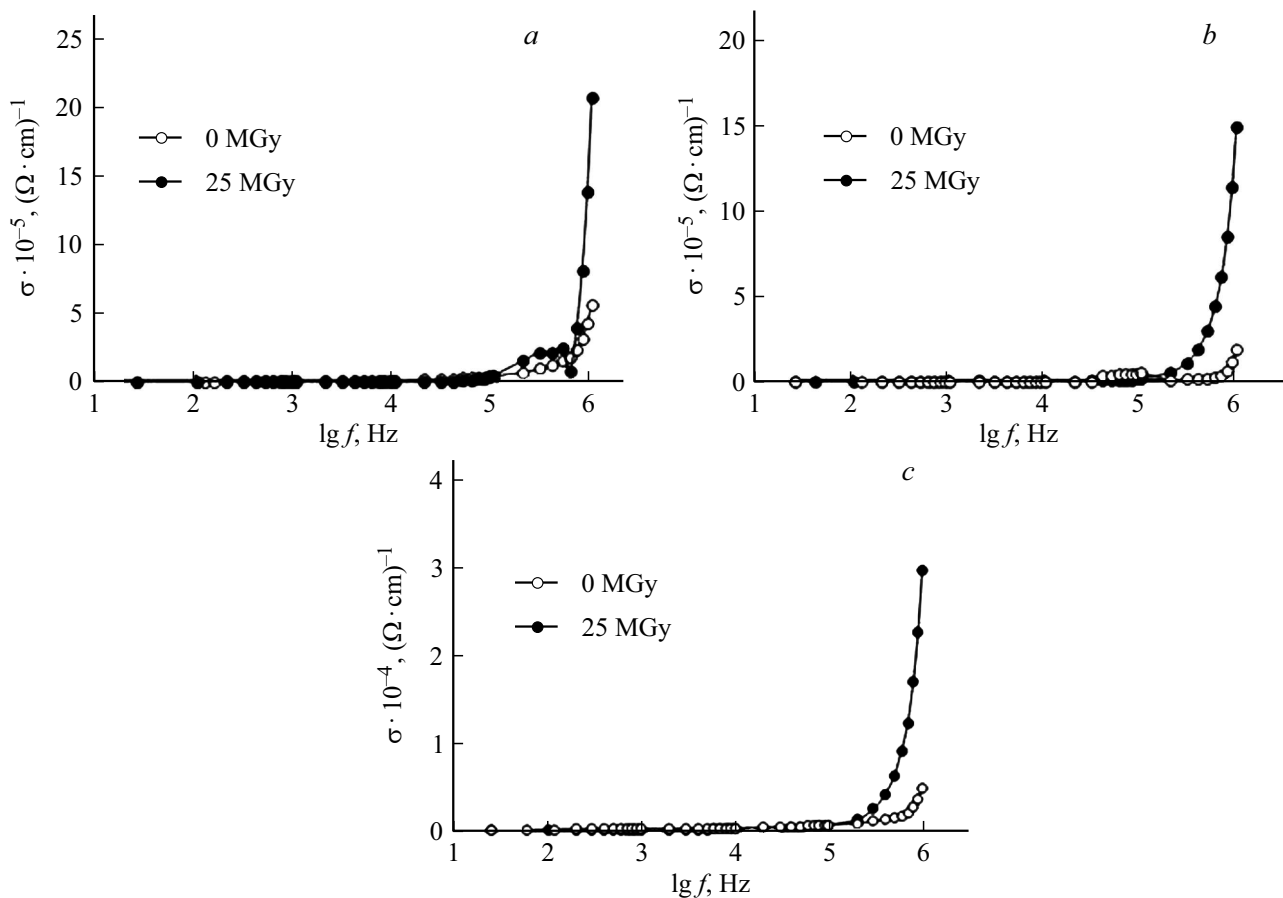 a
25
20
15
10
5
0
σ · 10⁻⁵, (Ω · cm)⁻¹
0 MGy
25 MGy
1 2 3 4 5 6
lg f, Hz
b
20
15
10
5
0
σ · 10⁻⁵, (Ω · cm)⁻¹
0 MGy
25 MGy
1 2 3 4 5 6
lg f, Hz
c
4
3
2
1
0
σ · 10⁻⁴, (Ω · cm)⁻¹
0 MGy
25 MGy
1 2 3 4 5 6
lg f, Hz